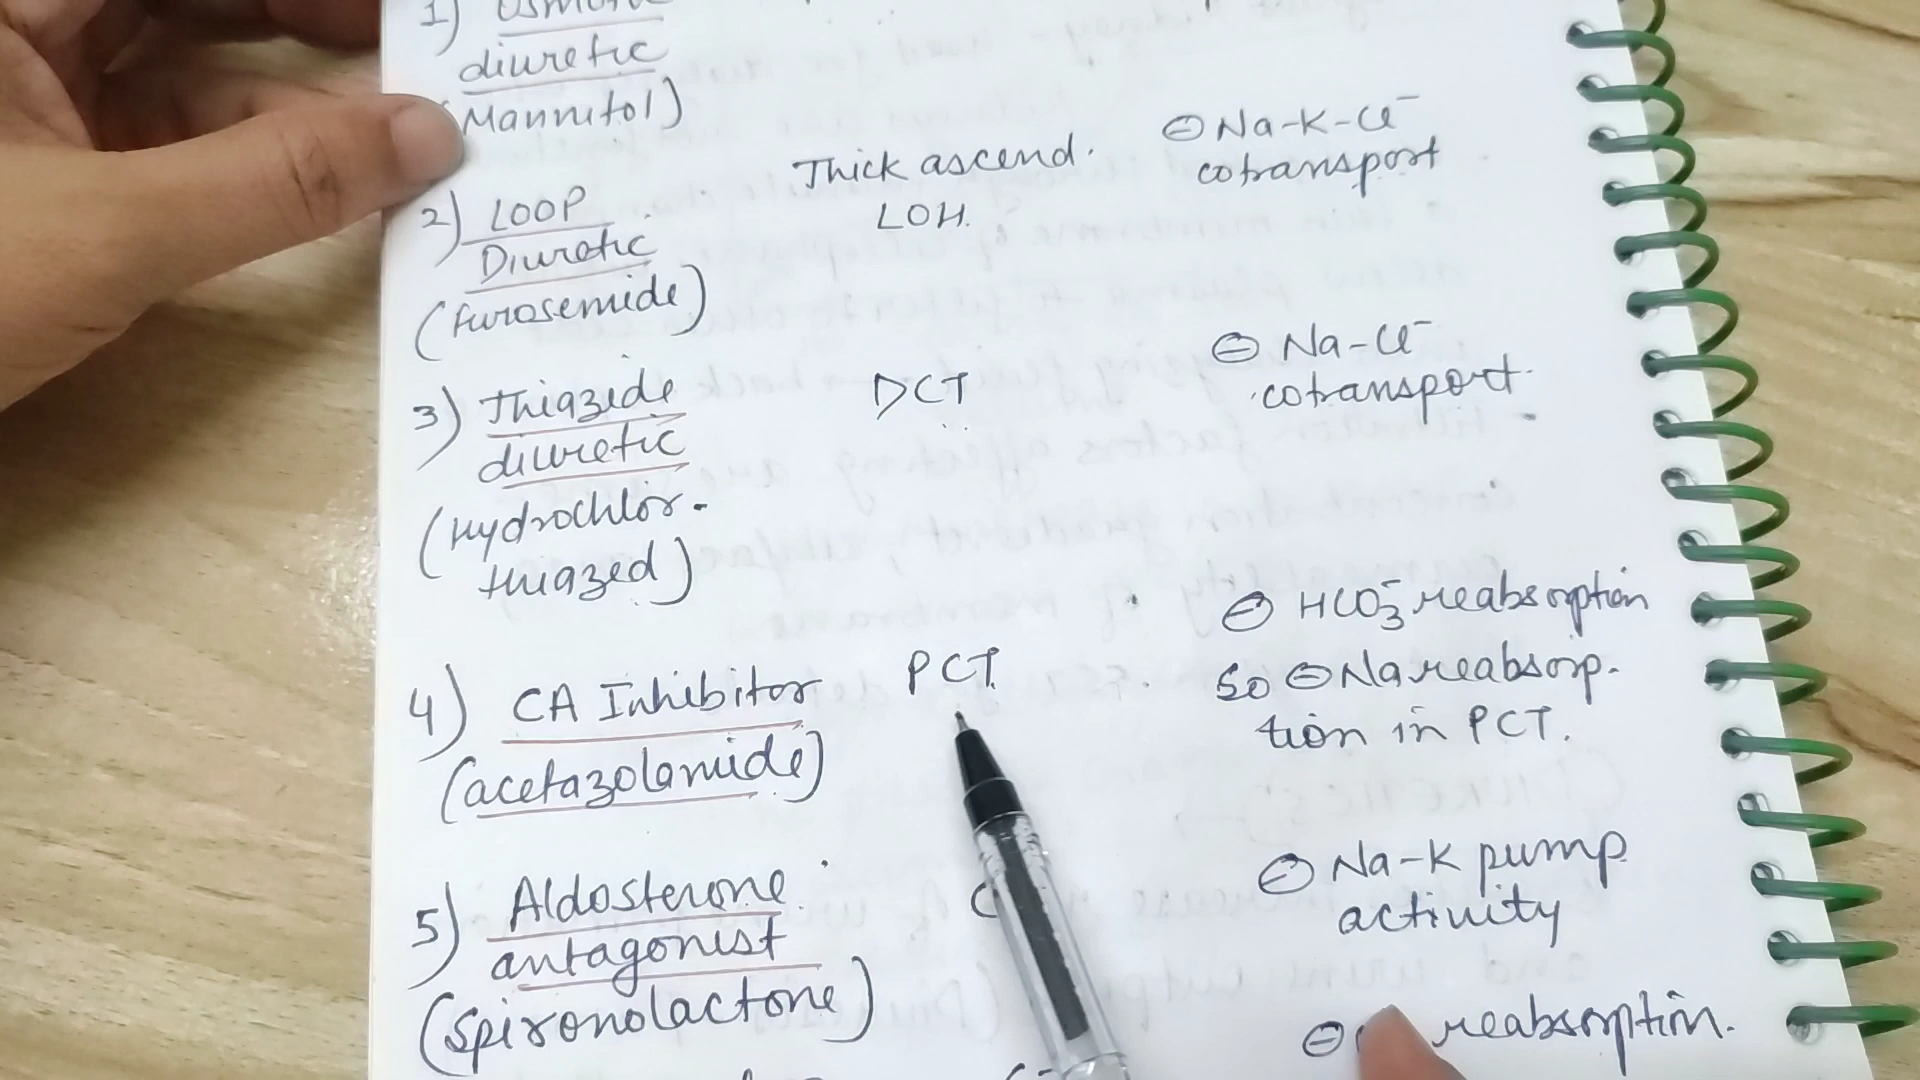 1) Osmotic
diuretic
(Mannitol)
2) LOOP
Diuretic
(furosemide)
Thick ascend.
LOH.
⊖ Na-K-Cl⁻
cotransport
3) Thiazide
diuretic
(Hydrochlor-
thiazed)
DCT
⊖ Na-Cl⁻
cotransport
4) CA Inhibitor
(acetazolamide)
PCT
⊖ HCO₃⁻ reabsorption
So ⊖ Na reabsorp-
tion in PCT.
5) Aldosterone
antagonist
(spironolactone)
⊖ Na-K pump
activity
⊖ reabsorption.